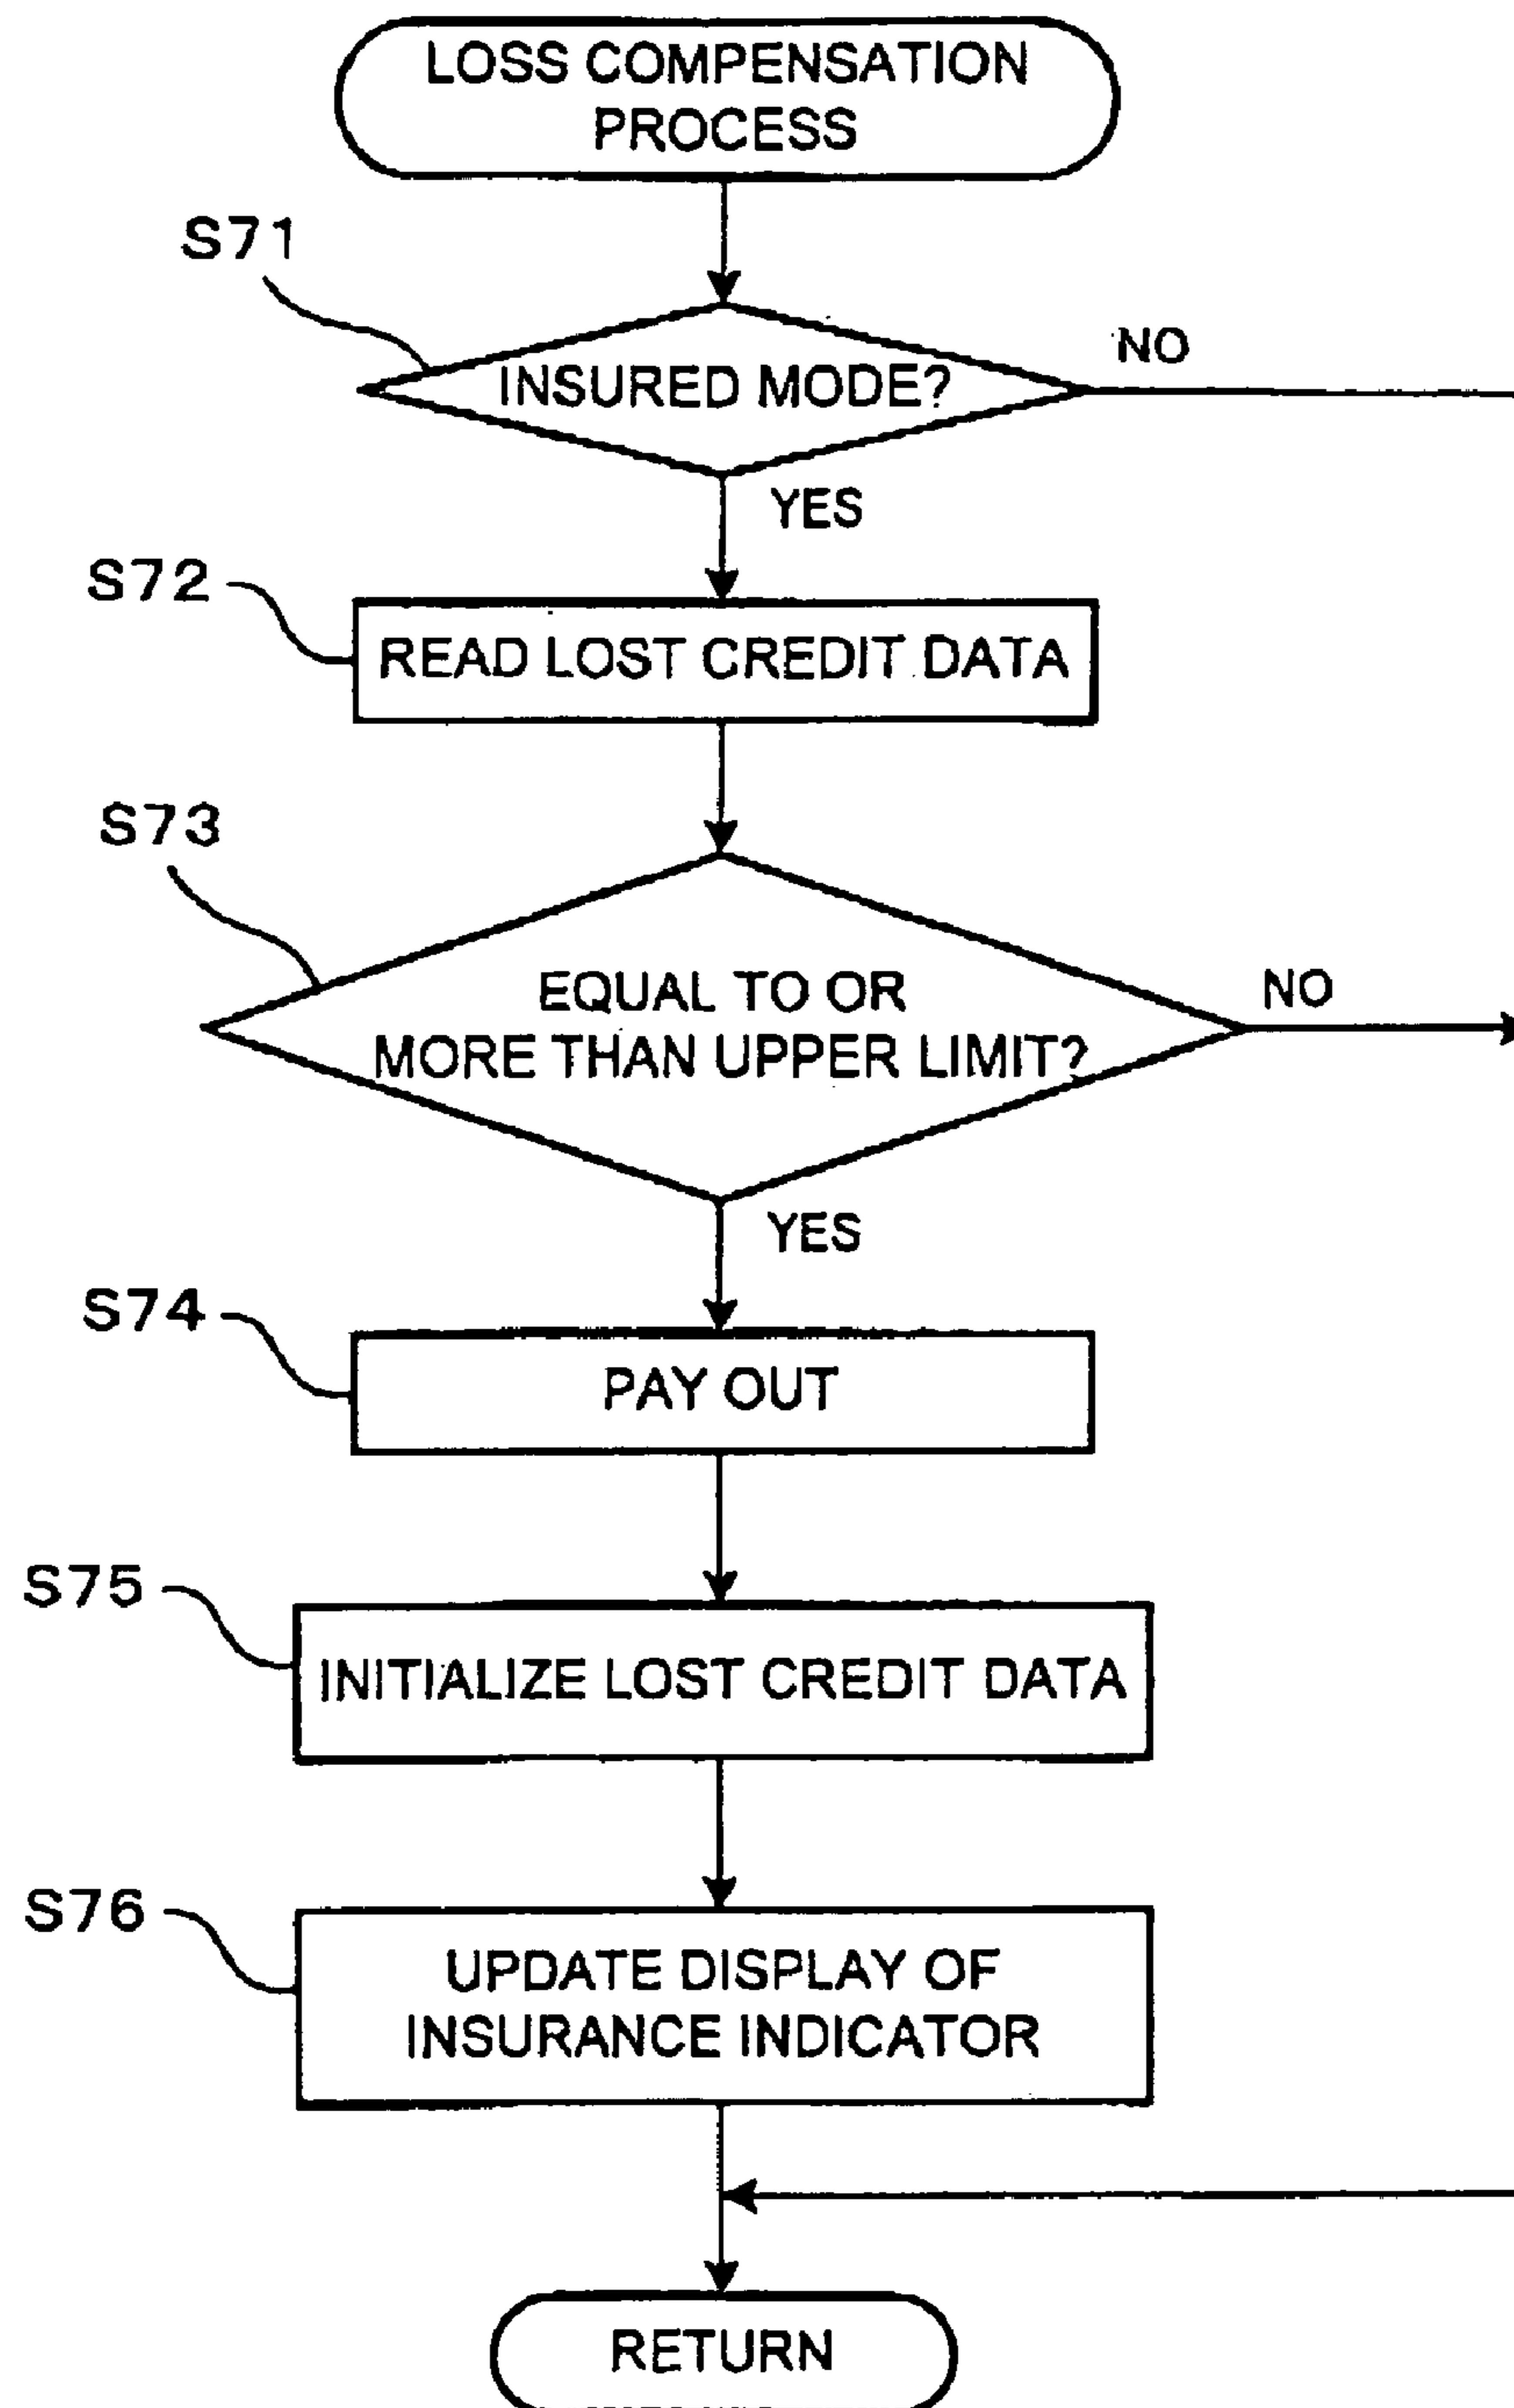 LOSS COMPENSATION
PROCESS
S71
INSURED MODE?
NO
YES
S72
READ LOST CREDIT DATA
S73
EQUAL TO OR
MORE THAN UPPER LIMIT?
NO
YES
S74
PAY OUT
S75
INITIALIZE LOST CREDIT DATA
S76
UPDATE DISPLAY OF
INSURANCE INDICATOR
RETURN